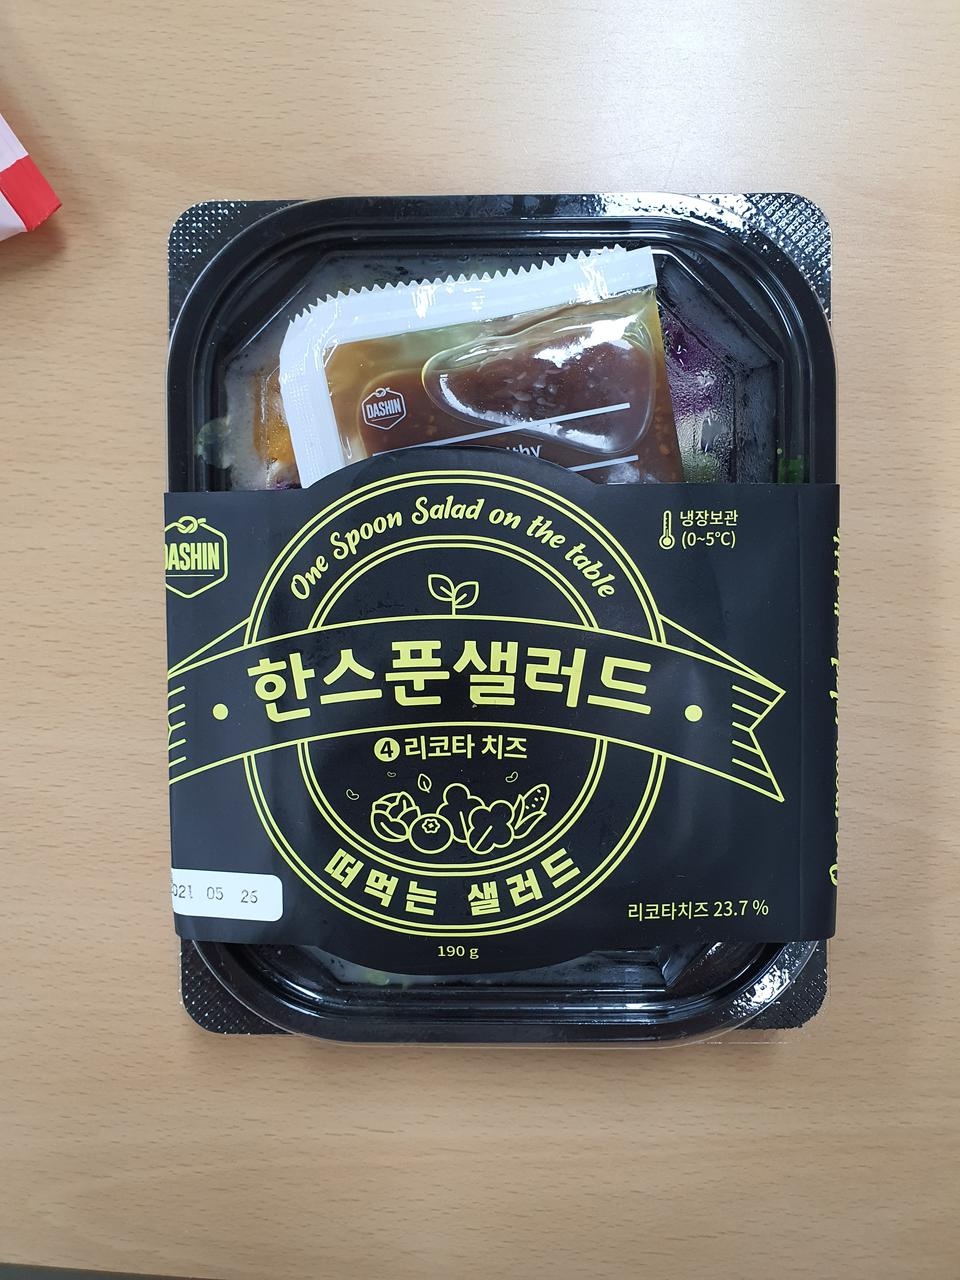 DASHIN
DASHIN
One Spoon Salad on the table
냉장보관
(0~5°C)
한스푼샐러드
4 리코타 치즈
떠먹는 샐러드
05 26
리코타치즈 23.7 %
190 g